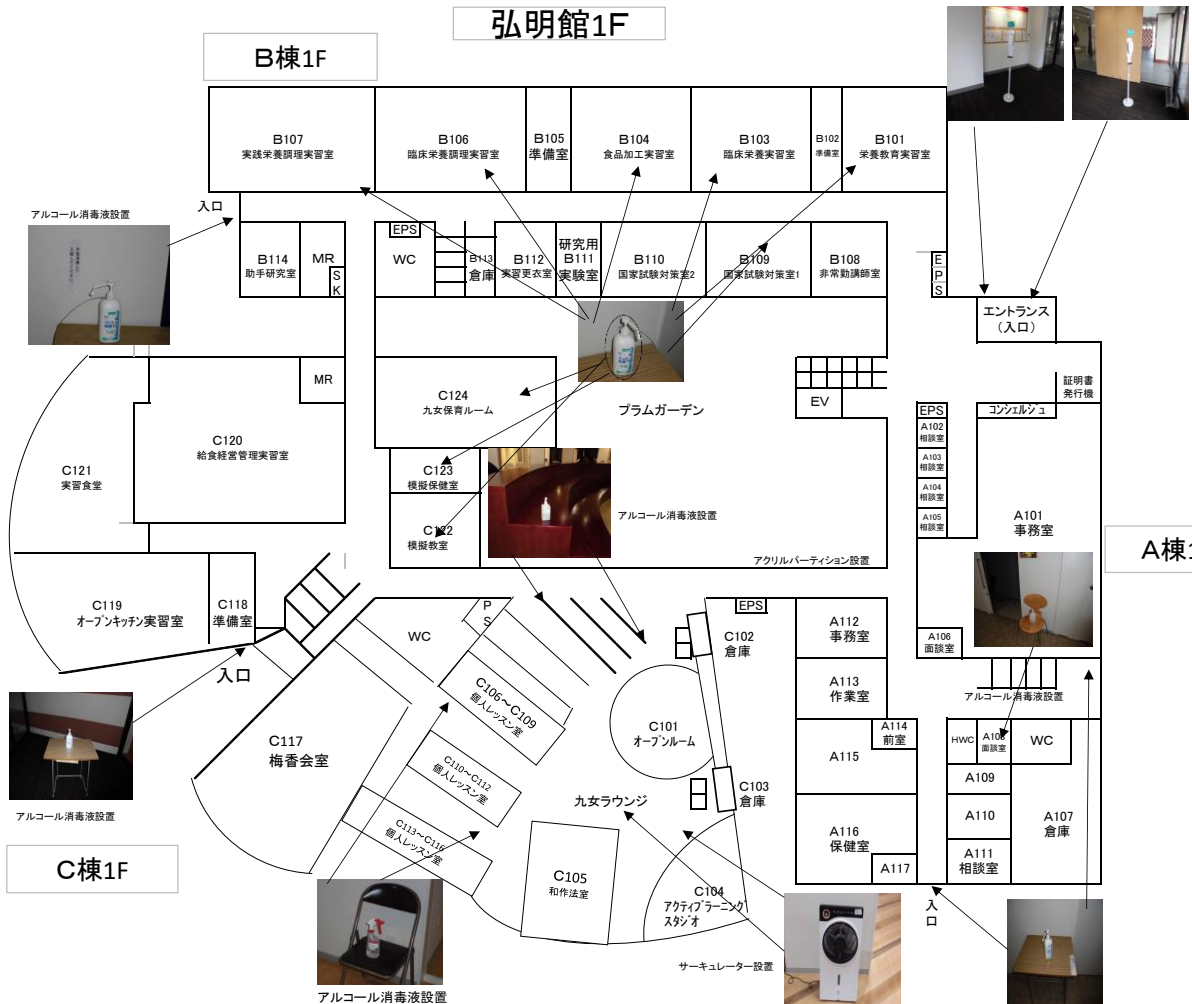 弘明館1F
B棟1F
B107
実践栄養調理実習室
B106
臨床栄養調理実習室
B105
準備室
B104
食品加工実習室
B103
臨床栄養実習室
B102
準備室
B101
栄養教育実習室
アルコール消毒液設置
入口
B114
助手研究室
MR
SK
EPS
WC
B113
倉庫
B112
実習更衣室
研究用
B111
実験室
B110
国家試験対策室2
B109
国家試験対策室1
B108
非常勤講師室
EPS
エントランス
（入口）
MR
C124
九女保育ルーム
プラムガーデン
EV
証明書
発行機
コンシェルジュ
EPS
A102
相談室
A103
相談室
A104
相談室
A105
相談室
C120
給食経営管理実習室
C121
実習食堂
C123
模擬保健室
C122
模擬教室
アルコール消毒液設置
A101
事務室
A棟1
アクリルパーティション設置
C119
オープンキッチン実習室
C118
準備室
入口
WC
PS
EPS
C102
倉庫
A112
事務室
A106
面談室
A113
作業室
アルコール消毒液設置
C106～C109
個人レッスン室
C101
オープンルーム
A114
前室
HWC
A108
面談室
WC
C117
梅香会室
C110～C112
個人レッスン室
A115
A109
C103
倉庫
九女ラウンジ
A110
A107
倉庫
アルコール消毒液設置
C113～C116
個人レッスン室
A116
保健室
A111
相談室
A117
C棟1F
C105
和作法室
C104
アクティブラーニング
スタジオ
入口
サーキュレーター設置
アルコール消毒液設置